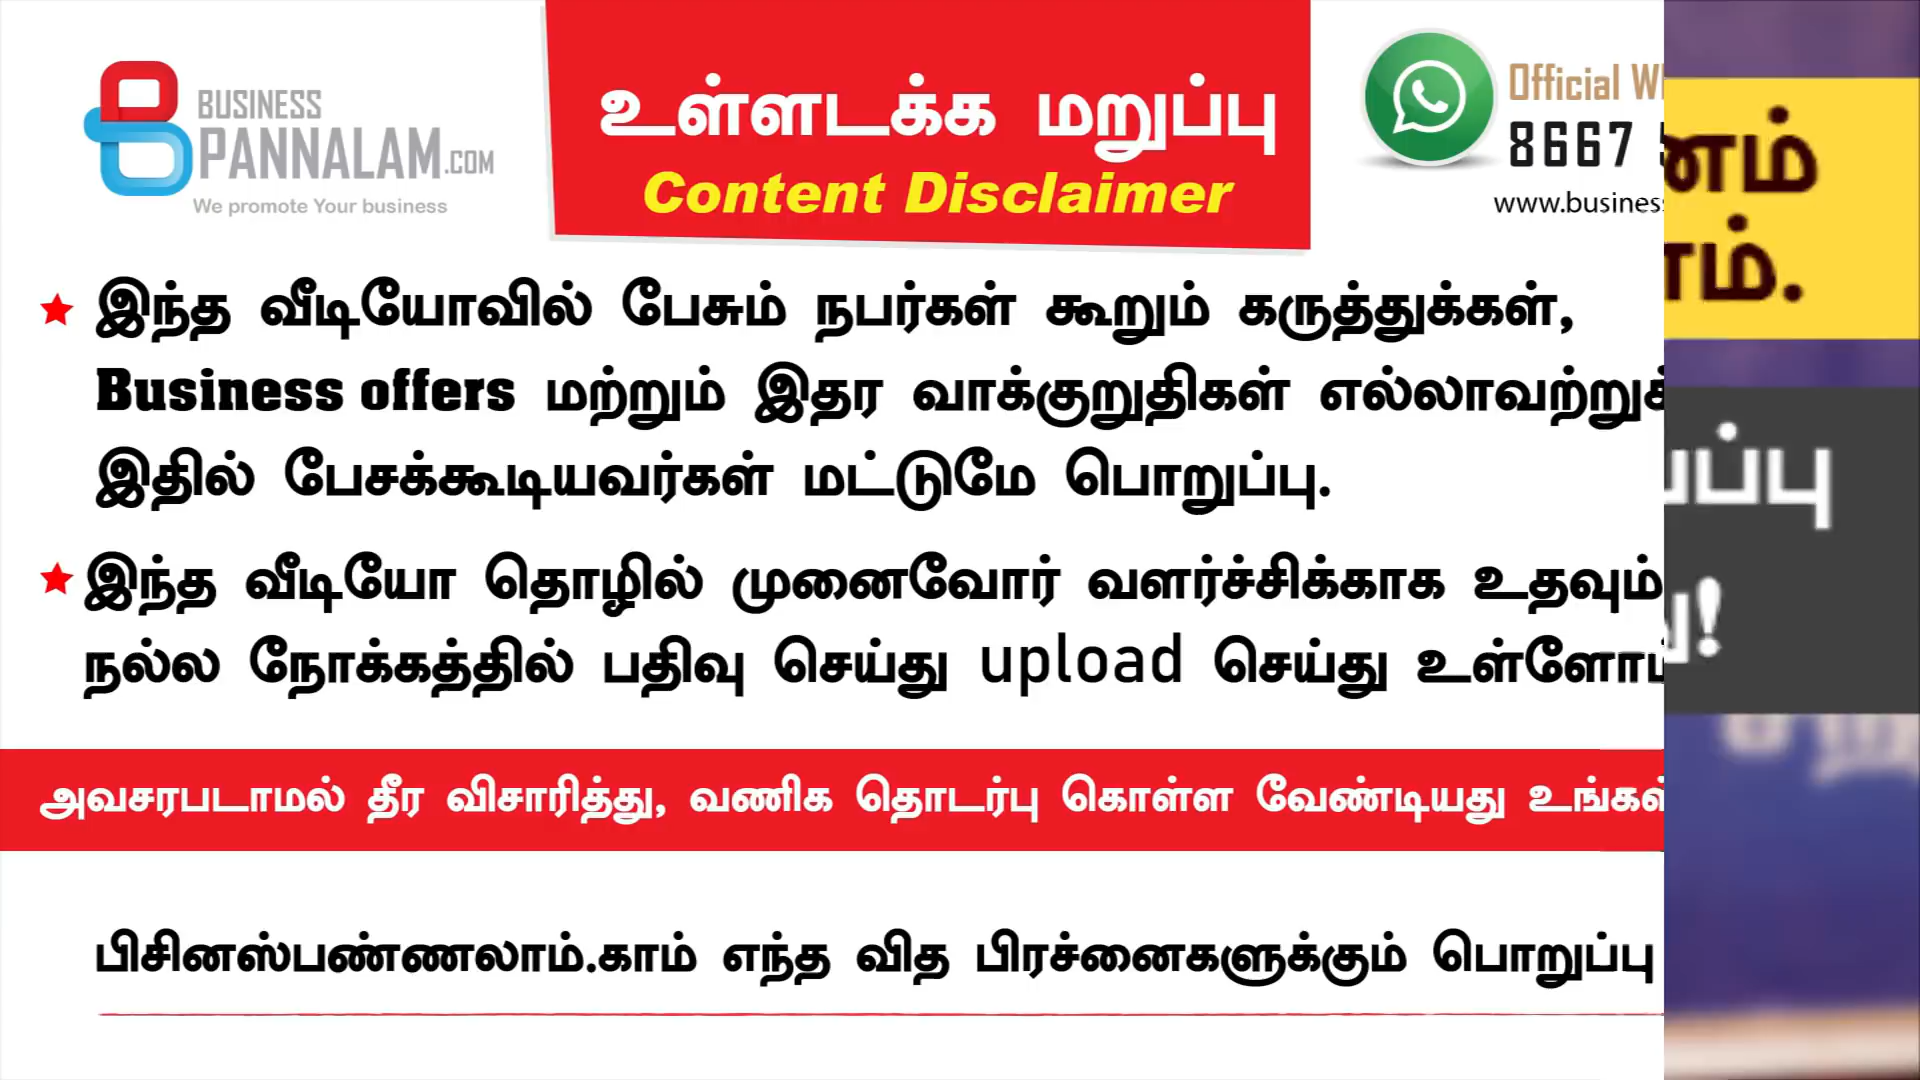 BUSINESS
PANNALAM.COM
We promote Your business
உள்ளடக்க மறுப்பு
Content Disclaimer
Official
8667
இந்த வீடியோவில் பேசும் நபர்கள் கூறும் கருத்துக்கள்,
Business offers மற்றும் இதர வாக்குறுதிகள்
இதில் பேசக்கூடியவர்கள் மட்டுமே பொறுப்பு.
இந்த வீடியோ தொழில் முனைவோர் வளர்ச்சிக்காக உதவும்
நல்ல நோக்கத்தில் பதிவு செய்து upload செய்து
அவசரபடாமல் தீர விசாரித்து, வணிக தொடர்பு கொள்ள வேண்டியது
பிசினஸ்பண்ணலாம்.காம் எந்த வித பிரச்னைகளுக்கும் பொறுப்பு